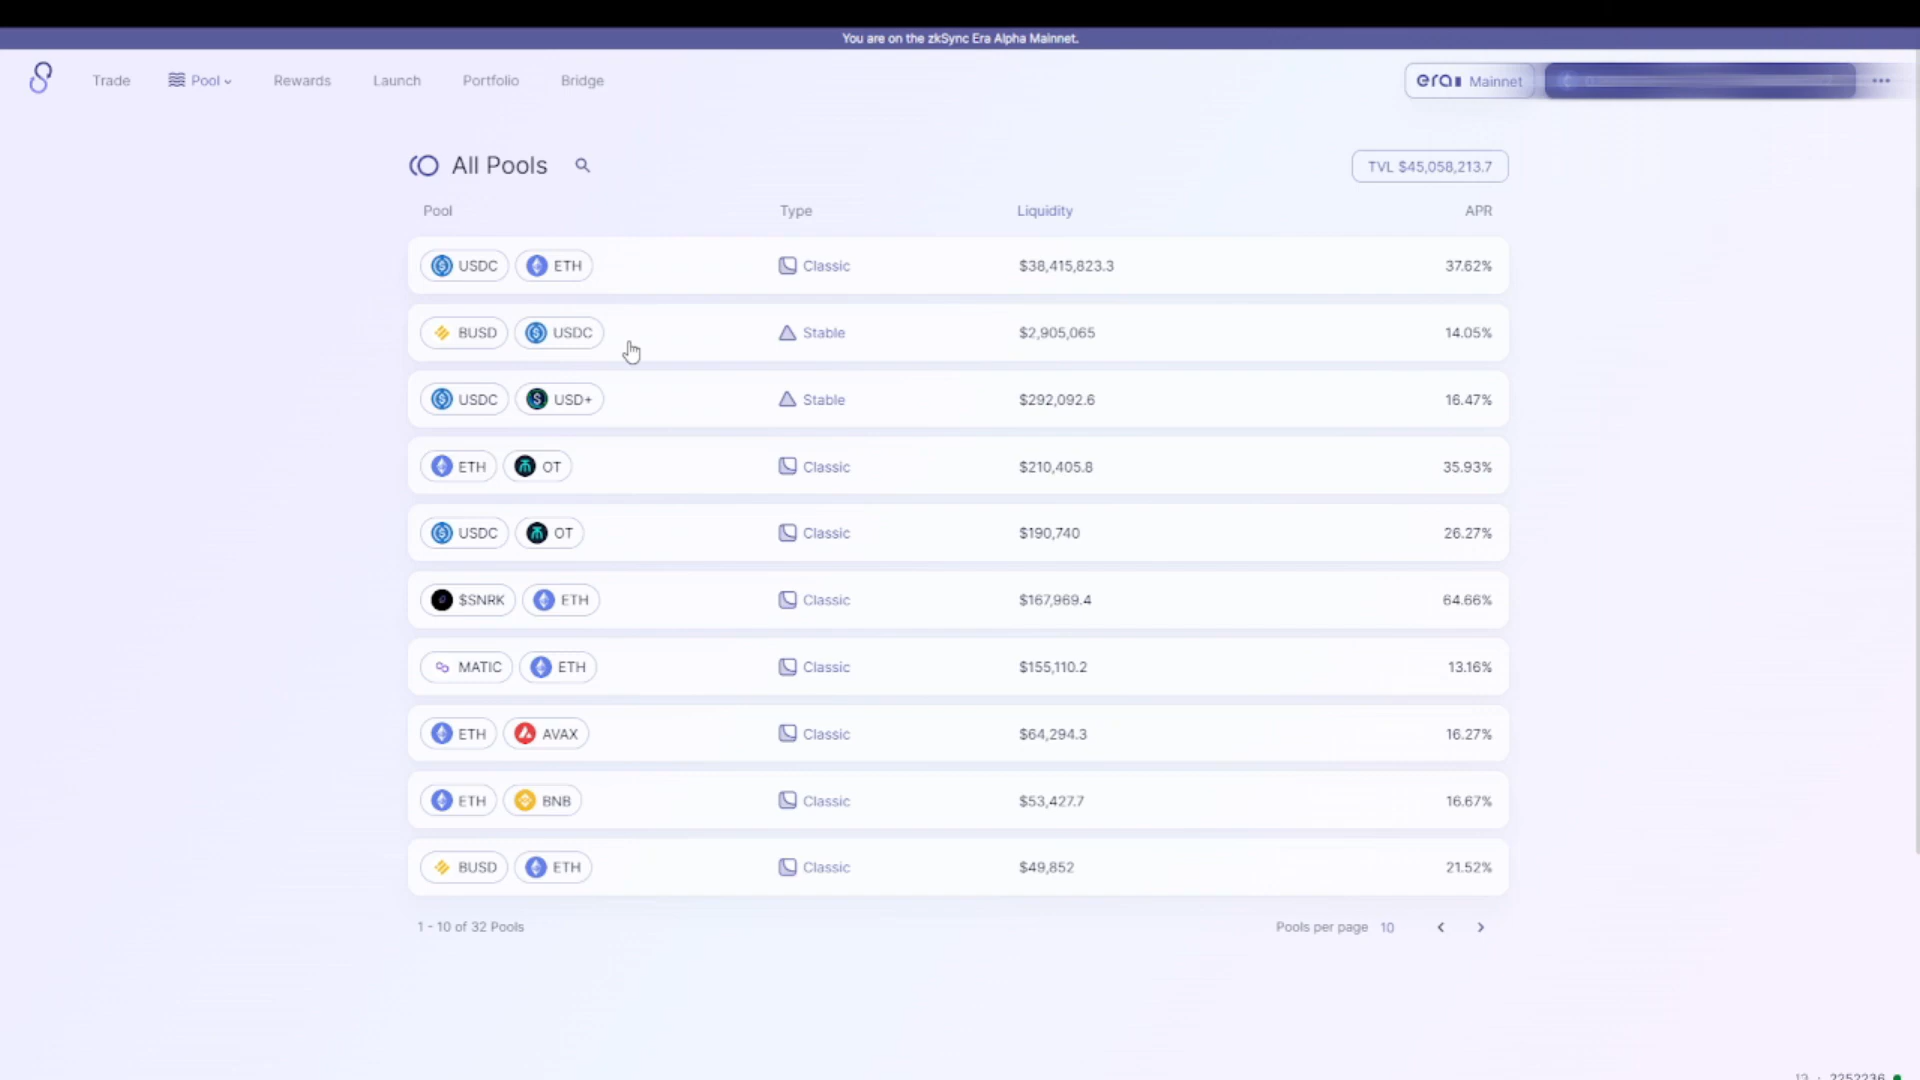 You are on the zkSync Era Alpha Mainnet.
Trade Pool Rewards Launch Portfolio Bridge era Mainnet
All Pools TVL $45,058,213.7
Pool Type Liquidity APR
USDC ETH Classic $38,415,823.3 37.62%
BUSD USDC Stable $2,905,065 14.05%
USDC USD+ Stable $292,092.6 16.47%
ETH OT Classic $210,405.8 35.93%
USDC OT Classic $190,740 26.27%
$SNRK ETH Classic $167,969.4 64.66%
MATIC ETH Classic $155,110.2 13.16%
ETH AVAX Classic $64,294.3 16.27%
ETH BNB Classic $53,427.7 16.67%
BUSD ETH Classic $49,852 21.52%
1 - 10 of 32 Pools Pools per page 10
2252236